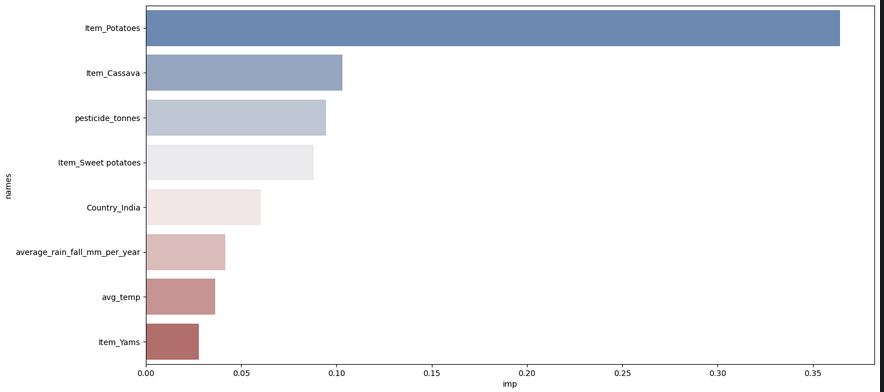 Item_Potatoes
Item_Cassava
pesticide_tonnes
Item_Sweet potatoes
Country_India
average_rain_fall_mm_per_year
avg_temp
Item_Yams
names
0.00 0.05 0.10 0.15 0.20 0.25 0.30 0.35
imp